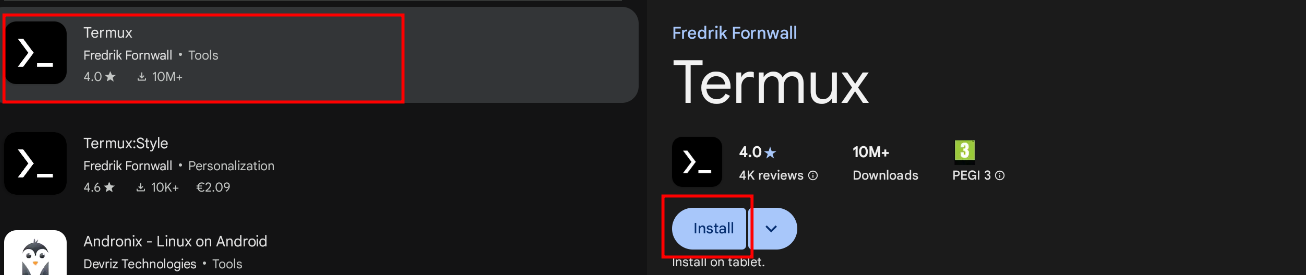 Termux
Fredrik Fornwall • Tools
4.0 ★ 10M+
Termux:Style
Fredrik Fornwall • Personalization
4.6 ★ 10K+ €2.09
Andronix - Linux on Android
Devriz Technologies • Tools
Fredrik Fornwall
Termux
4.0 ★ 10M+ 3
4K reviews Downloads PEGI 3
Install
Install on tablet.